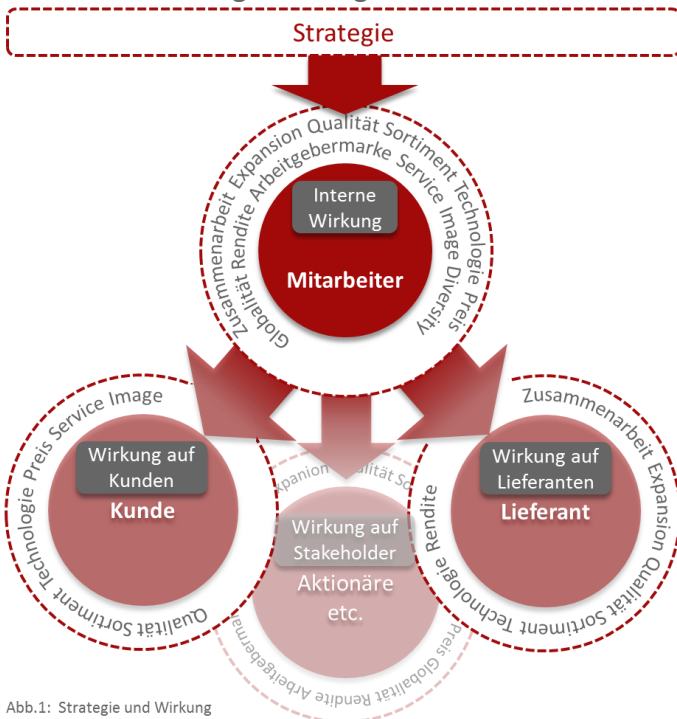 Strategie
Zusammenarbeit Expansion Qualität Sortiment Technologie Preis
Globalität Rendite Arbeitgebermarke Service Image Diversity
Interne
Wirkung
Mitarbeiter
Qualität Sortiment Technologie Preis Service Image
Wirkung auf
Kunden
Kunde
Zusammenarbeit Expansion Qualität Sortiment Technologie Rendite
Wirkung auf
Lieferanten
Lieferant
Wirkung auf
Stakeholder
Aktionäre
etc.
Preis Globalität Rendite
Abb.1: Strategie und Wirkung